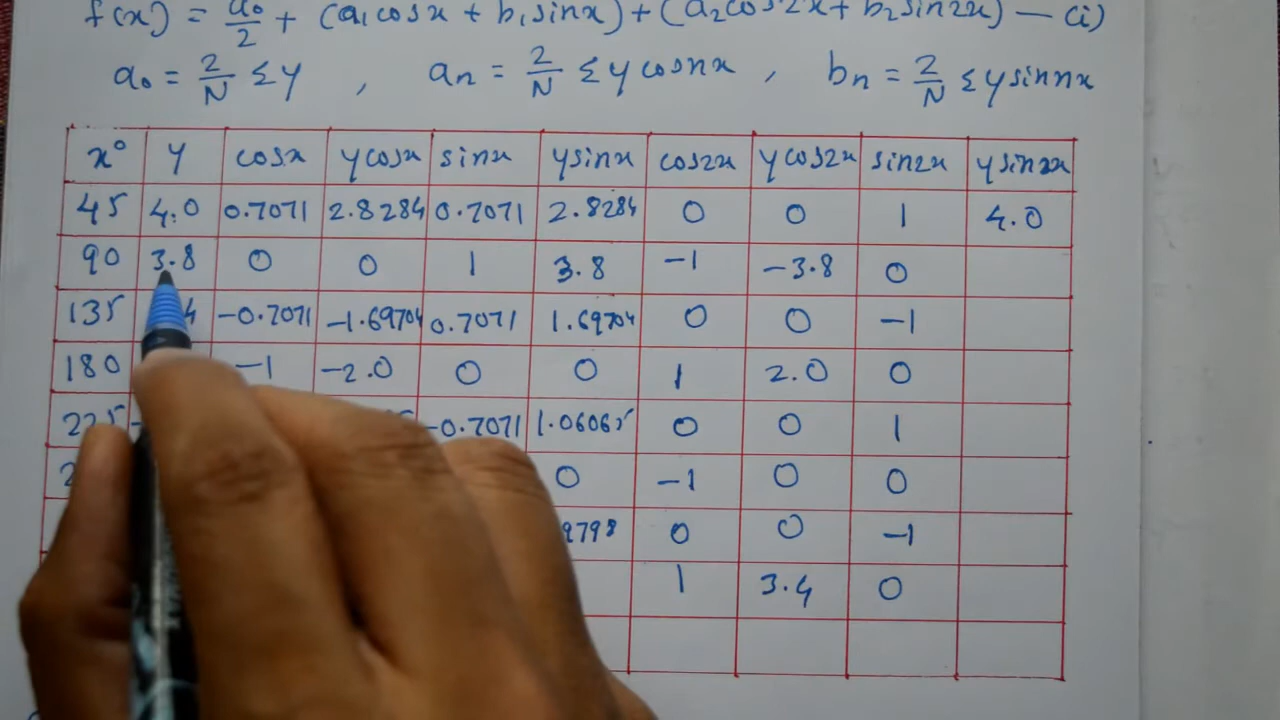 f(x) = a₀/2 + (a₁cosx + b₁sinx) + (a₂cos2x + b₂sin2x) — (i)
a₀ = 2/N Σy , aₙ = 2/N Σycosnx , bₙ = 2/N Σysinnx
x° y cosx ycosx sinx ysinx cos2x ycos2x sin2x ysin2x
45 4.0 0.7071 2.8284 0.7071 2.8284 0 0 1 4.0
90 3.8 0 0 1 3.8 -1 -3.8 0
135 -0.7071 -1.69704 0.7071 1.69704 0 0 -1
180 -1 -2.0 0 0 1 2.0 0
225 -0.7071 1.06065 0 0 1
0 -1 0 0
0 0 -1
1 3.4 0